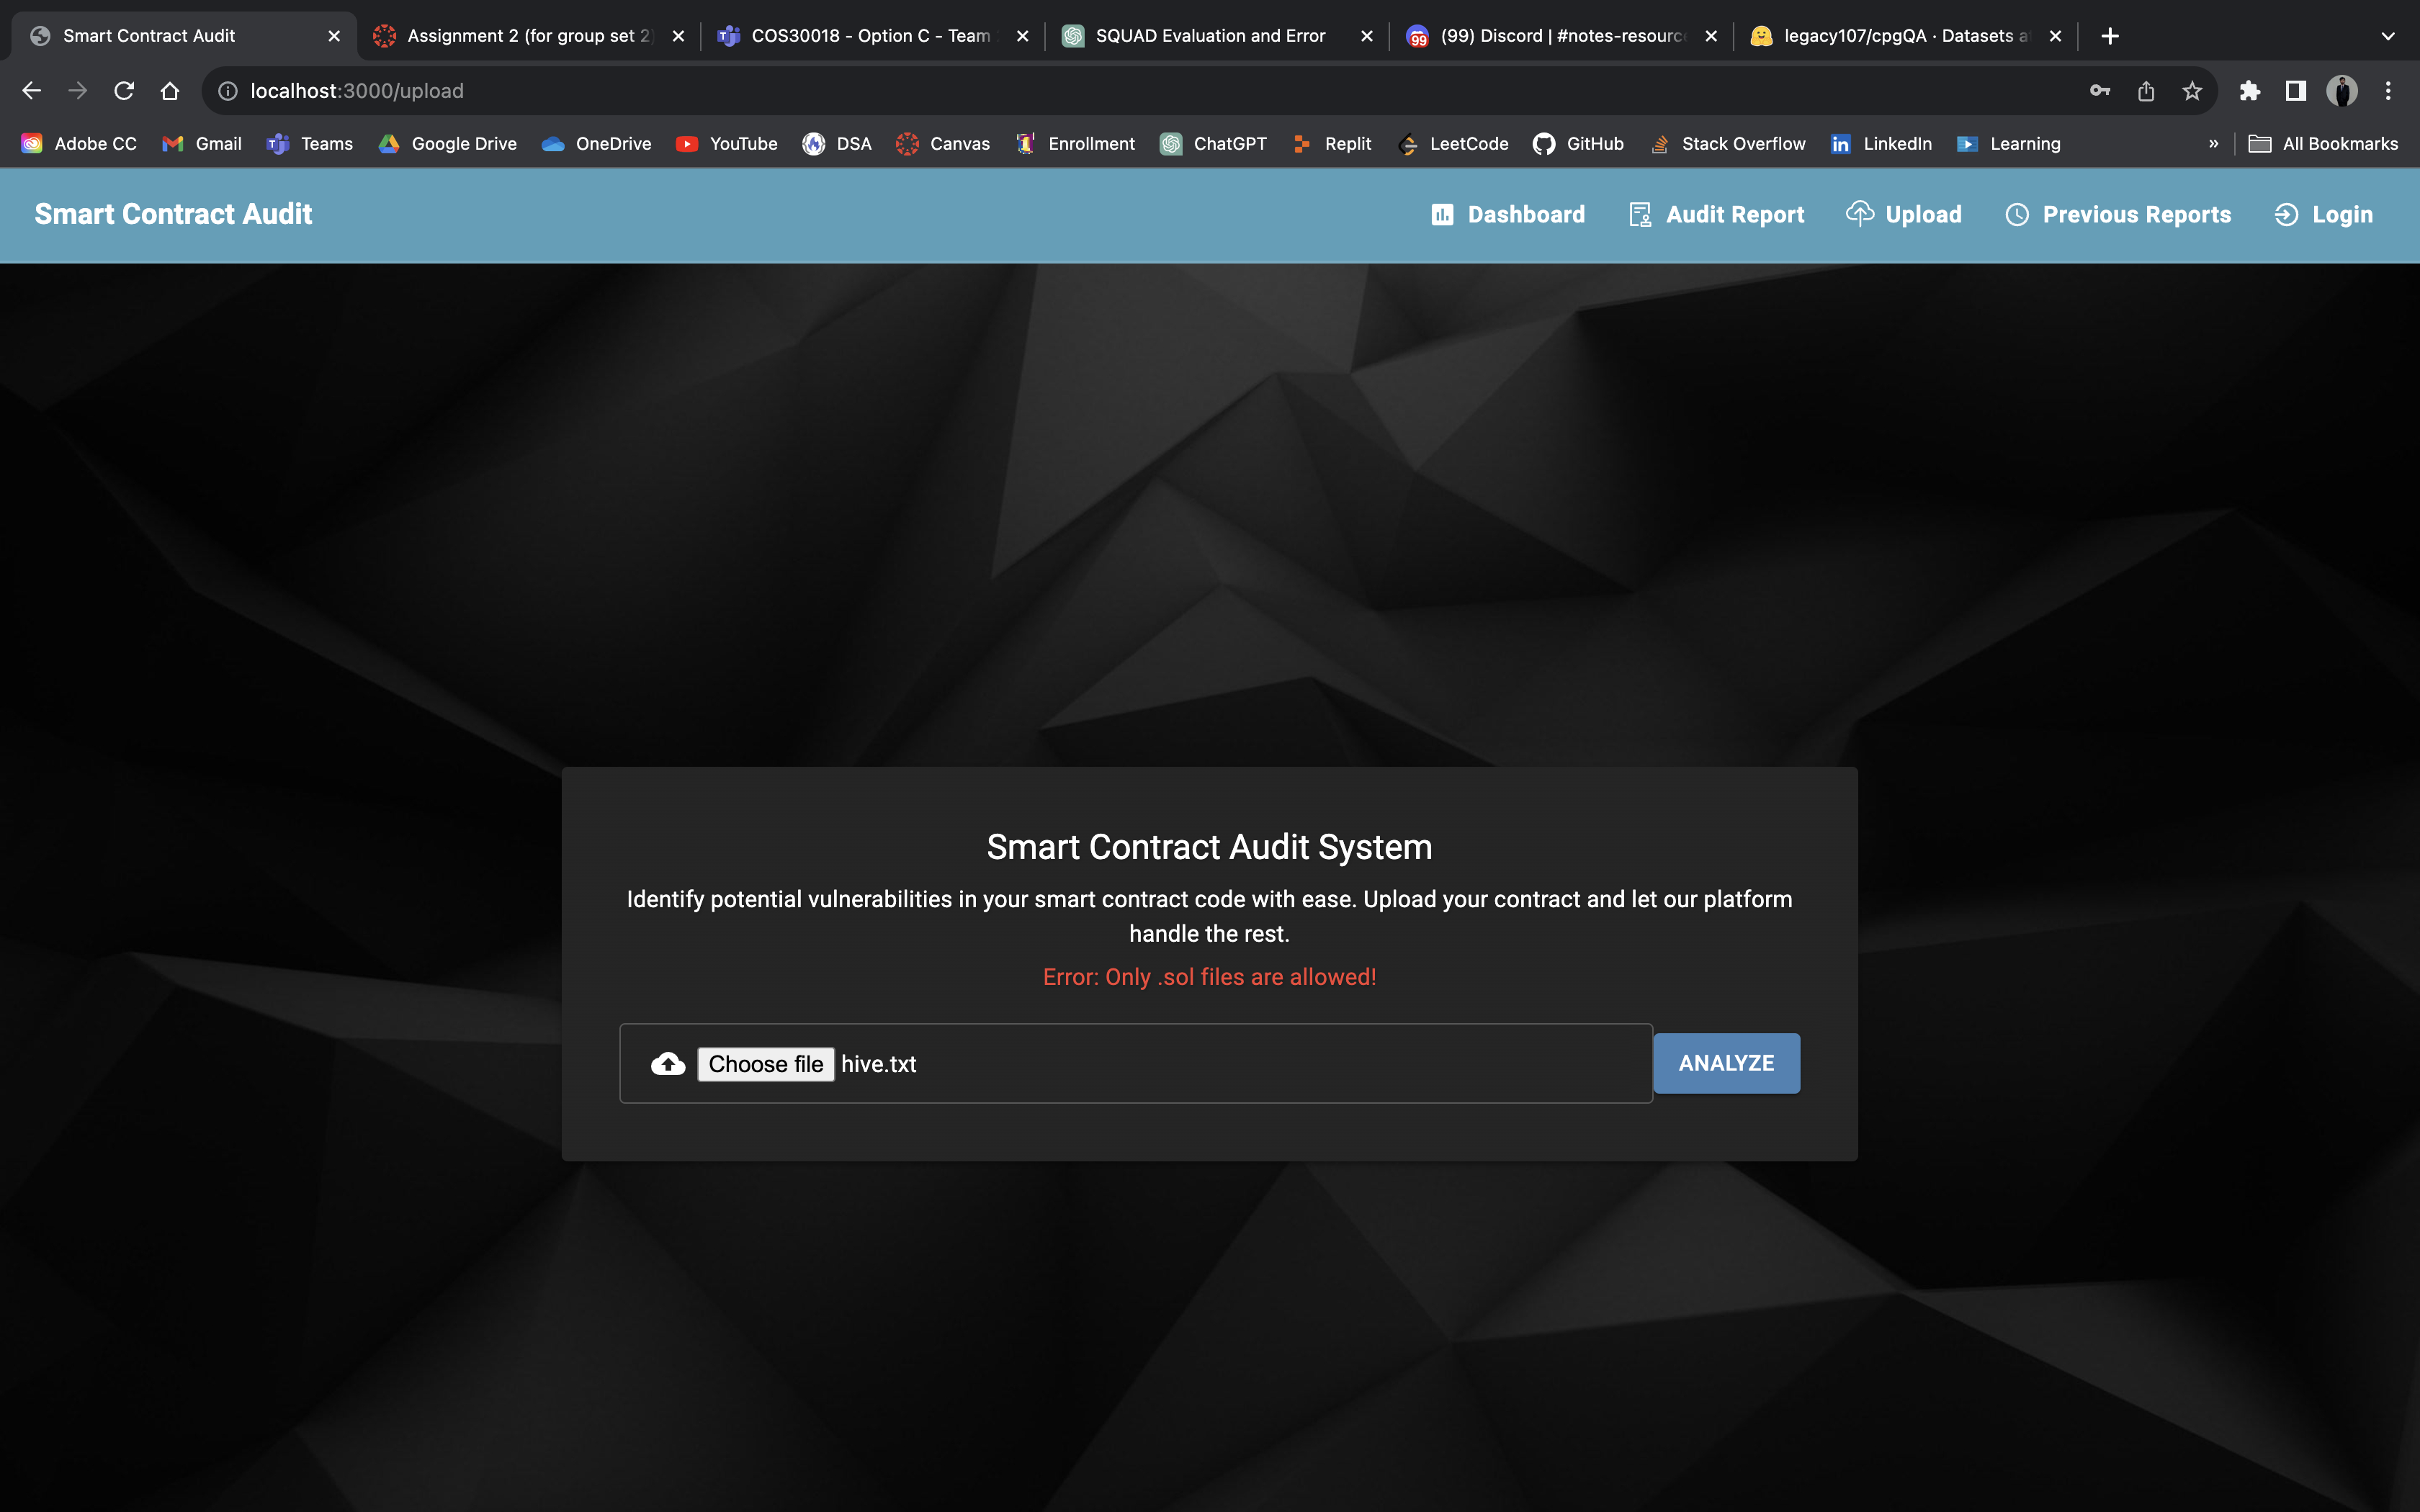 Smart Contract Audit
Assignment 2 (for group set 2)
COS30018 - Option C - Team
SQUAD Evaluation and Error
99
(99) Discord | #notes-resourc
legacy107/cpgQA · Datasets a
localhost:3000/upload
Adobe CC
Gmail
Teams
Google Drive
OneDrive
YouTube
DSA
Canvas
Enrollment
ChatGPT
Replit
LeetCode
GitHub
Stack Overflow
LinkedIn
Learning
»
All Bookmarks
Smart Contract Audit
Dashboard
Audit Report
Upload
Previous Reports
Login
Smart Contract Audit System
Identify potential vulnerabilities in your smart contract code with ease. Upload your contract and let our platform
handle the rest.
Error: Only .sol files are allowed!
Choose file hive.txt
ANALYZE